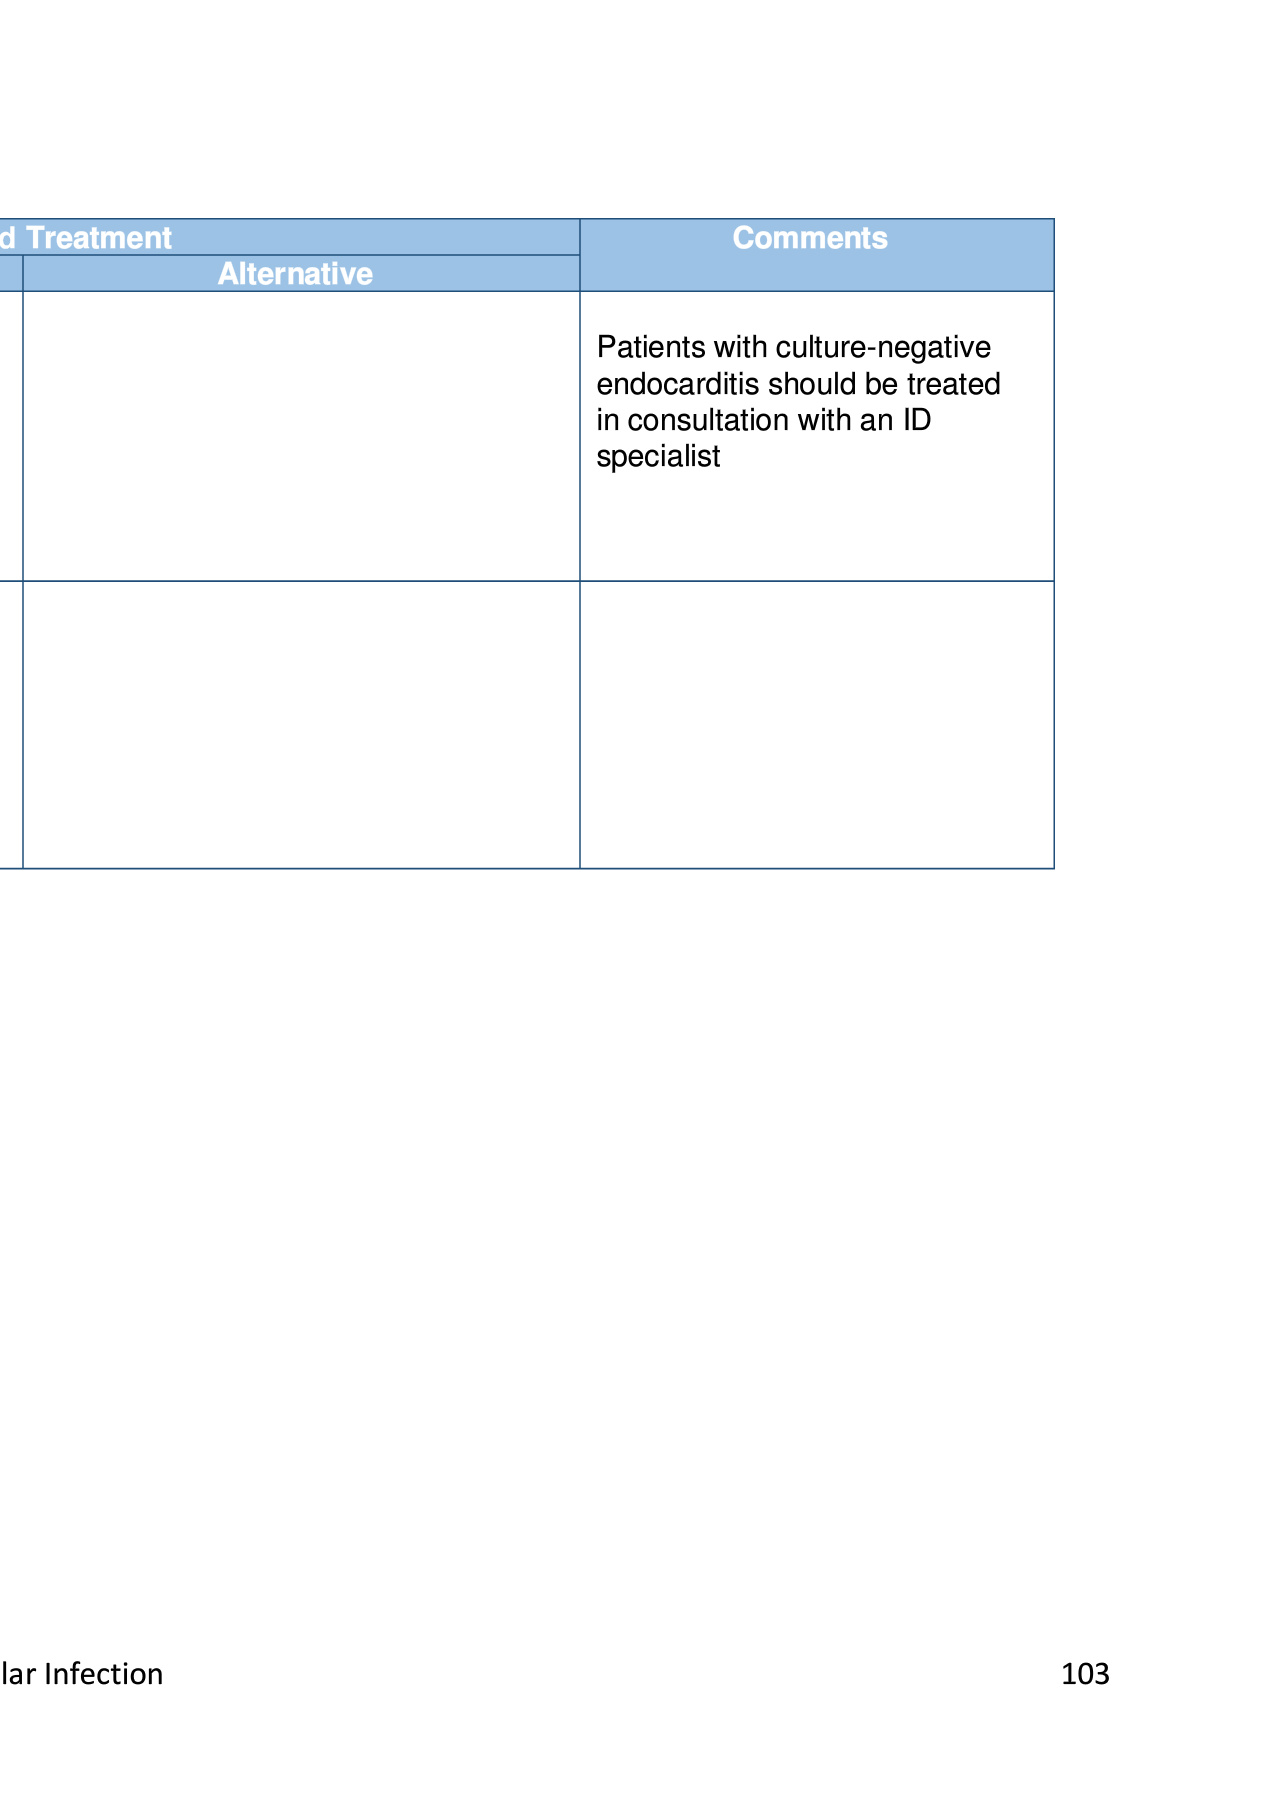 d Treatment
Comments
Alternative
Patients with culture-negative
endocarditis should be treated
in consultation with an ID
specialist
lar Infection
103